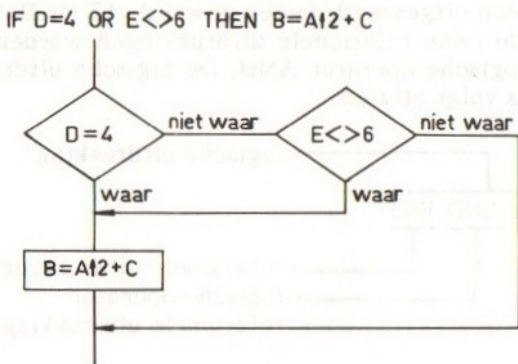 IF D=4 OR E<>6 THEN B=A↑2+C
D=4
niet waar
E<>6
niet waar
waar
waar
B=A↑2+C